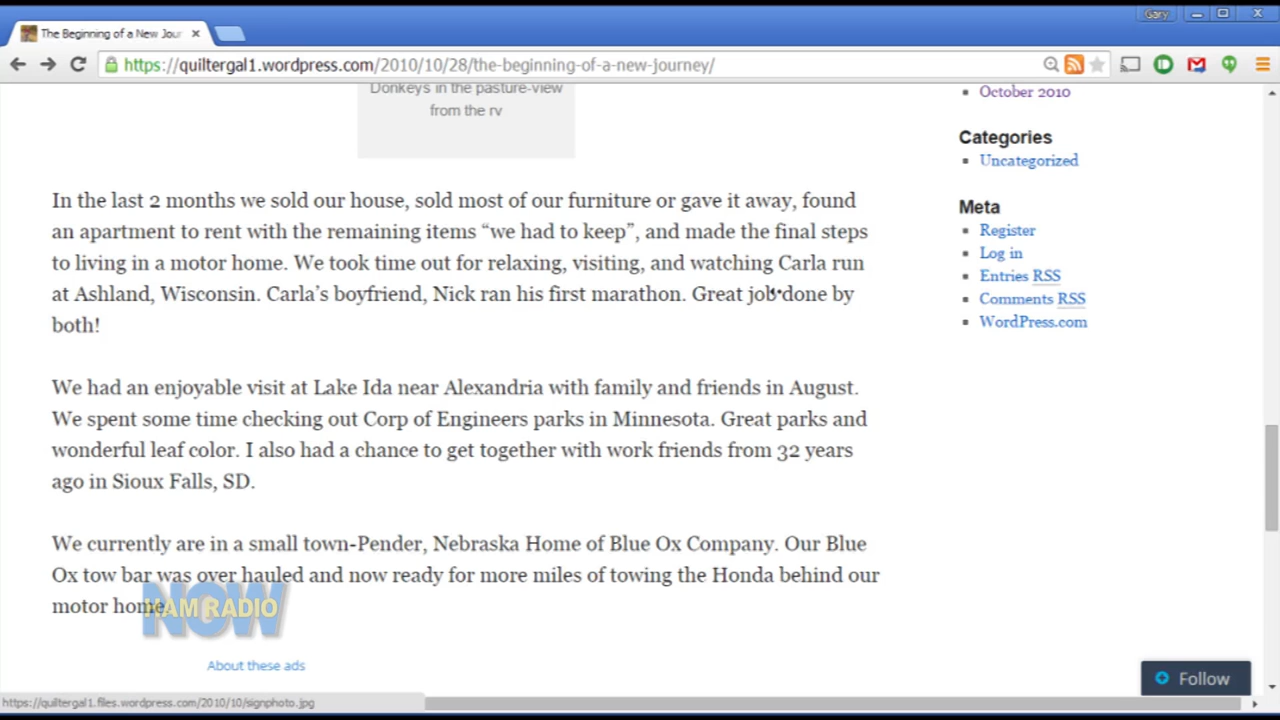 Gary
The Beginning of a New Jour
https://quiltergal1.wordpress.com/2010/10/28/the-beginning-of-a-new-journey/
Donkeys in the pasture-view
from the rv
October 2010
Categories
Uncategorized
Meta
Register
Log in
Entries RSS
Comments RSS
WordPress.com
In the last 2 months we sold our house, sold most of our furniture or gave it away, found
an apartment to rent with the remaining items “we had to keep”, and made the final steps
to living in a motor home. We took time out for relaxing, visiting, and watching Carla run
at Ashland, Wisconsin. Carla’s boyfriend, Nick ran his first marathon. Great job done by
both!
We had an enjoyable visit at Lake Ida near Alexandria with family and friends in August.
We spent some time checking out Corp of Engineers parks in Minnesota. Great parks and
wonderful leaf color. I also had a chance to get together with work friends from 32 years
ago in Sioux Falls, SD.
We currently are in a small town-Pender, Nebraska Home of Blue Ox Company. Our Blue
Ox tow bar was over hauled and now ready for more miles of towing the Honda behind our
motor home.
HAM RADIO
NOW
About these ads
Follow
https://quiltergal1.files.wordpress.com/2010/10/signphoto.jpg